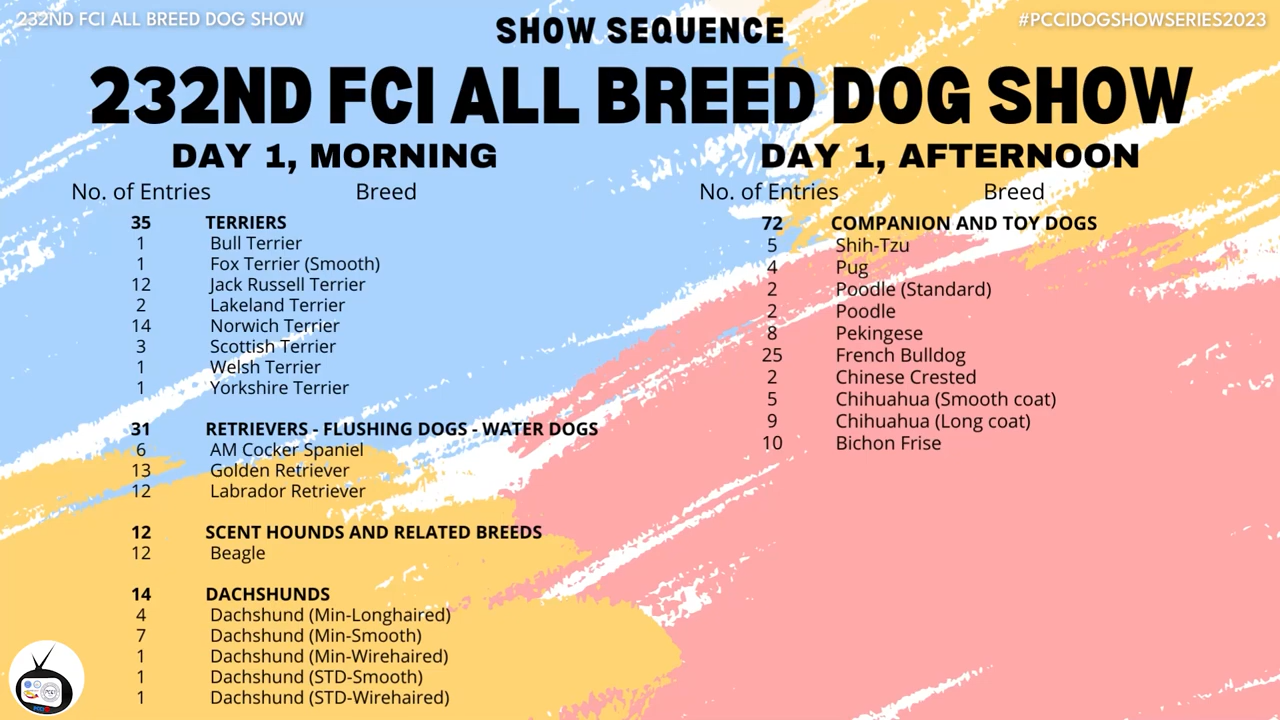 232ND FCI ALL BREED DOG SHOW
#PCCIDOGSHOWSERIES2023
SHOW SEQUENCE
232ND FCI ALL BREED DOG SHOW
DAY 1, MORNING
No. of Entries Breed
35 TERRIERS
1 Bull Terrier
1 Fox Terrier (Smooth)
12 Jack Russell Terrier
2 Lakeland Terrier
14 Norwich Terrier
3 Scottish Terrier
1 Welsh Terrier
1 Yorkshire Terrier
31 RETRIEVERS - FLUSHING DOGS - WATER DOGS
6 AM Cocker Spaniel
13 Golden Retriever
12 Labrador Retriever
12 SCENT HOUNDS AND RELATED BREEDS
12 Beagle
14 DACHSHUNDS
4 Dachshund (Min-Longhaired)
7 Dachshund (Min-Smooth)
1 Dachshund (Min-Wirehaired)
1 Dachshund (STD-Smooth)
1 Dachshund (STD-Wirehaired)
DAY 1, AFTERNOON
No. of Entries Breed
72 COMPANION AND TOY DOGS
5 Shih-Tzu
4 Pug
2 Poodle (Standard)
2 Poodle
8 Pekingese
25 French Bulldog
2 Chinese Crested
5 Chihuahua (Smooth coat)
9 Chihuahua (Long coat)
10 Bichon Frise